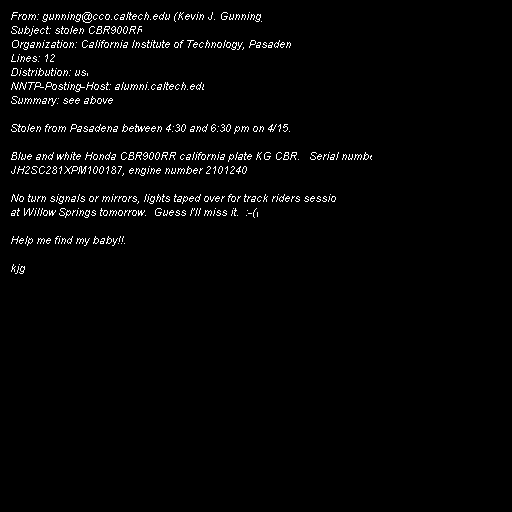 From: gunning@cco.caltech.edu (Kevin J. Gunning
Subject: stolen CBR900RR
Organization: California Institute of Technology, Pasaden
Lines: 12
Distribution: usa
NNTP-Posting-Host: alumni.caltech.edu
Summary: see above
Stolen from Pasadena between 4:30 and 6:30 pm on 4/15.
Blue and white Honda CBR900RR california plate KG CBR.   Serial number
JH2SC281XPM100187, engine number 2101240
No turn signals or mirrors, lights taped over for track riders sessio
at Willow Springs tomorrow.  Guess I'll miss it.  :-(
Help me find my baby!!.
kjg